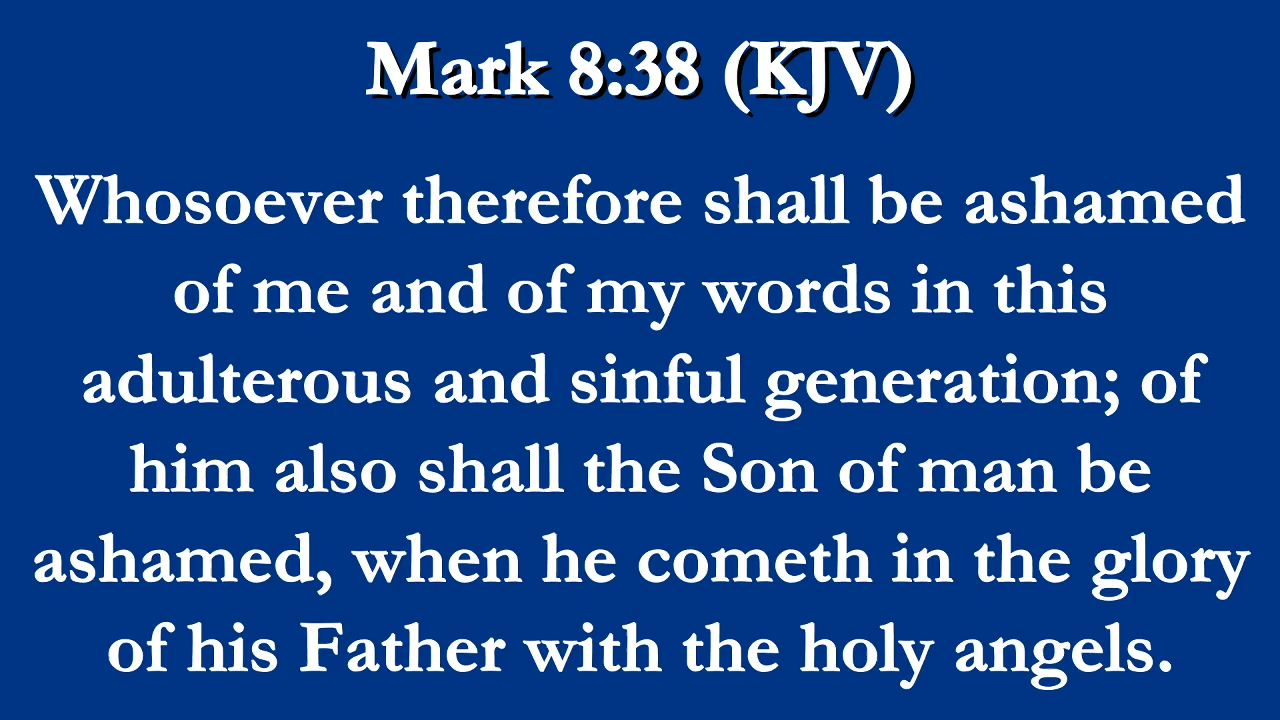 Mark 8:38 (KJV)
Whosoever therefore shall be ashamed
of me and of my words in this
adulterous and sinful generation; of
him also shall the Son of man be
ashamed, when he cometh in the glory
of his Father with the holy angels.